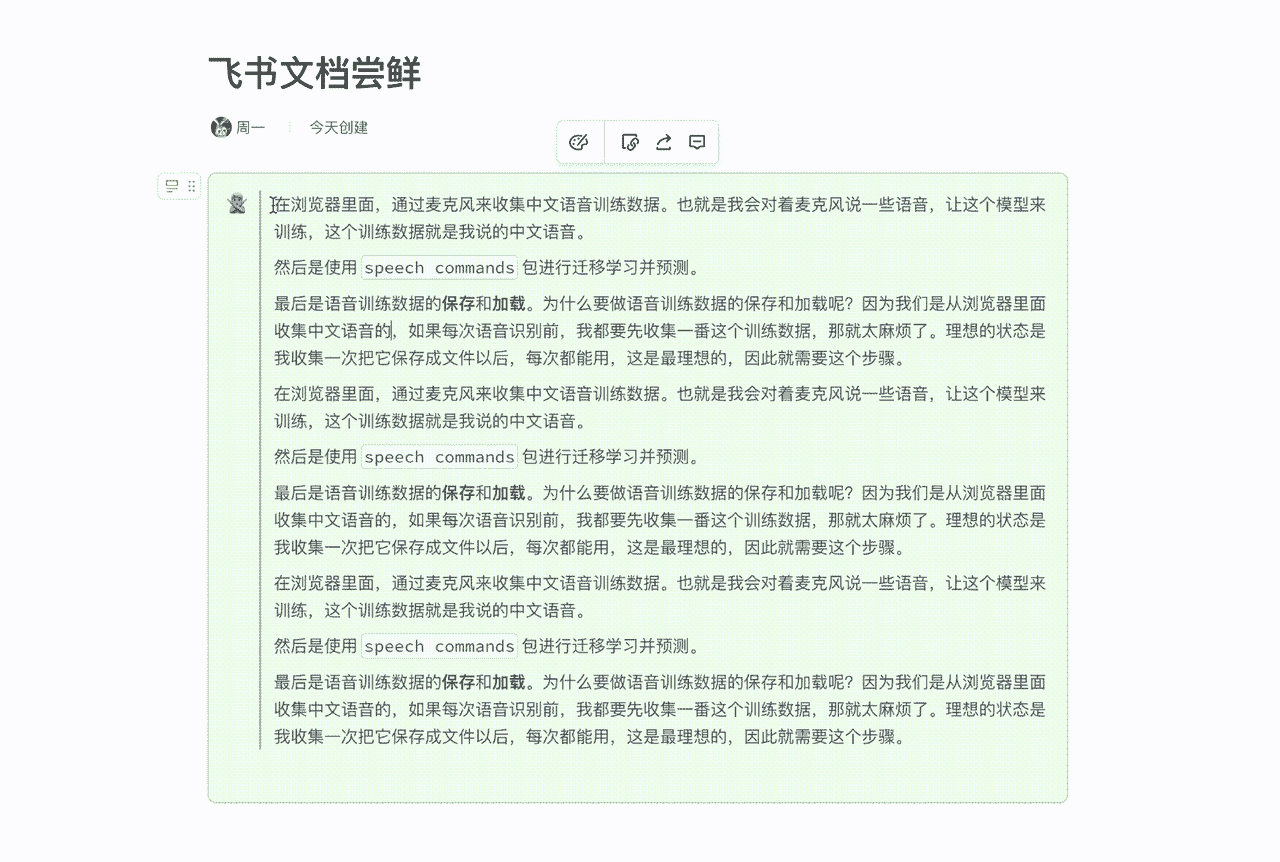 飞书文档尝鲜
周一 今天创建
在浏览器里面，通过麦克风来收集中文语音训练数据。也就是我会对着麦克风说一些语音，让这个模型来
训练，这个训练数据就是我说的中文语音。
然后是使用 speech commands 包进行迁移学习并预测。
最后是语音训练数据的保存和加载。为什么要做语音训练数据的保存和加载呢？因为我们是从浏览器里面
收集中文语音的，如果每次语音识别前，我都要先收集一番这个训练数据，那就太麻烦了。理想的状态是
我收集一次把它保存成文件以后，每次都能用，这是最理想的，因此就需要这个步骤。
在浏览器里面，通过麦克风来收集中文语音训练数据。也就是我会对着麦克风说一些语音，让这个模型来
训练，这个训练数据就是我说的中文语音。
然后是使用 speech commands 包进行迁移学习并预测。
最后是语音训练数据的保存和加载。为什么要做语音训练数据的保存和加载呢？因为我们是从浏览器里面
收集中文语音的，如果每次语音识别前，我都要先收集一番这个训练数据，那就太麻烦了。理想的状态是
我收集一次把它保存成文件以后，每次都能用，这是最理想的，因此就需要这个步骤。
在浏览器里面，通过麦克风来收集中文语音训练数据。也就是我会对着麦克风说一些语音，让这个模型来
训练，这个训练数据就是我说的中文语音。
然后是使用 speech commands 包进行迁移学习并预测。
最后是语音训练数据的保存和加载。为什么要做语音训练数据的保存和加载呢？因为我们是从浏览器里面
收集中文语音的，如果每次语音识别前，我都要先收集一番这个训练数据，那就太麻烦了。理想的状态是
我收集一次把它保存成文件以后，每次都能用，这是最理想的，因此就需要这个步骤。